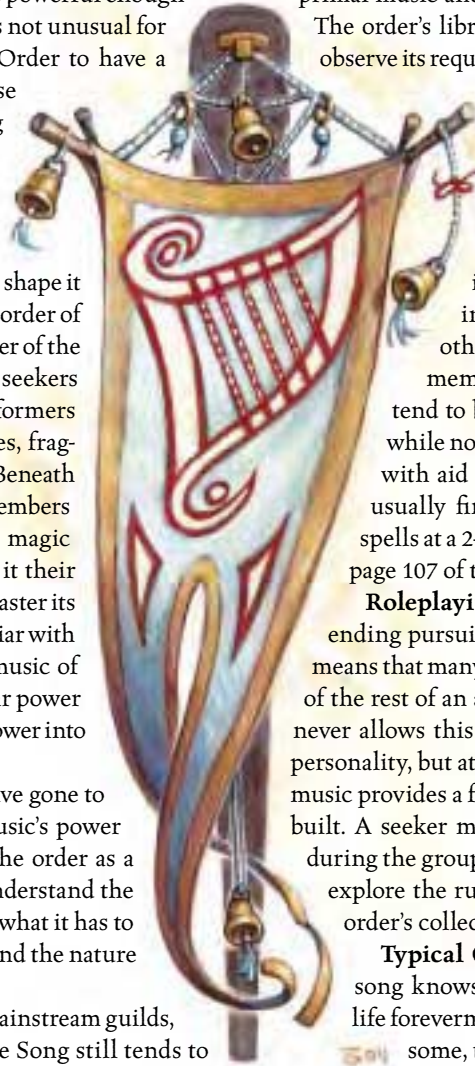 powerful enough
s not unusual for
Order to have a
se
g
shape it
order of
er of the
seekers
formers
es, frag-
Beneath
embers
magic
it their
aster its
iar with
music of
r power
ower into
ve gone to
usic's power
he order as a
nderstand the
what it has to
nd the nature
ainstream guilds,
e Song still tends to
primal music and
The order's libr
observe its requ
i
in
oth
mem
tend to b
while no
with aid
usually fi
spells at a 2
page 107 of t
Roleplayi
ending pursui
means that many
of the rest of an a
never allows this
personality, but at
music provides a f
built. A seeker m
during the group
explore the ru
order's collec
Typical
song knows
life foreverm
some, t